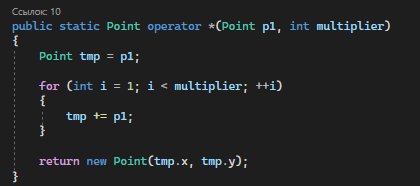 Ссылок: 10
public static Point operator *(Point p1, int multiplier)
{
    Point tmp = p1;

    for (int i = 1; i < multiplier; ++i)
    {
        tmp += p1;
    }

    return new Point(tmp.x, tmp.y);
}